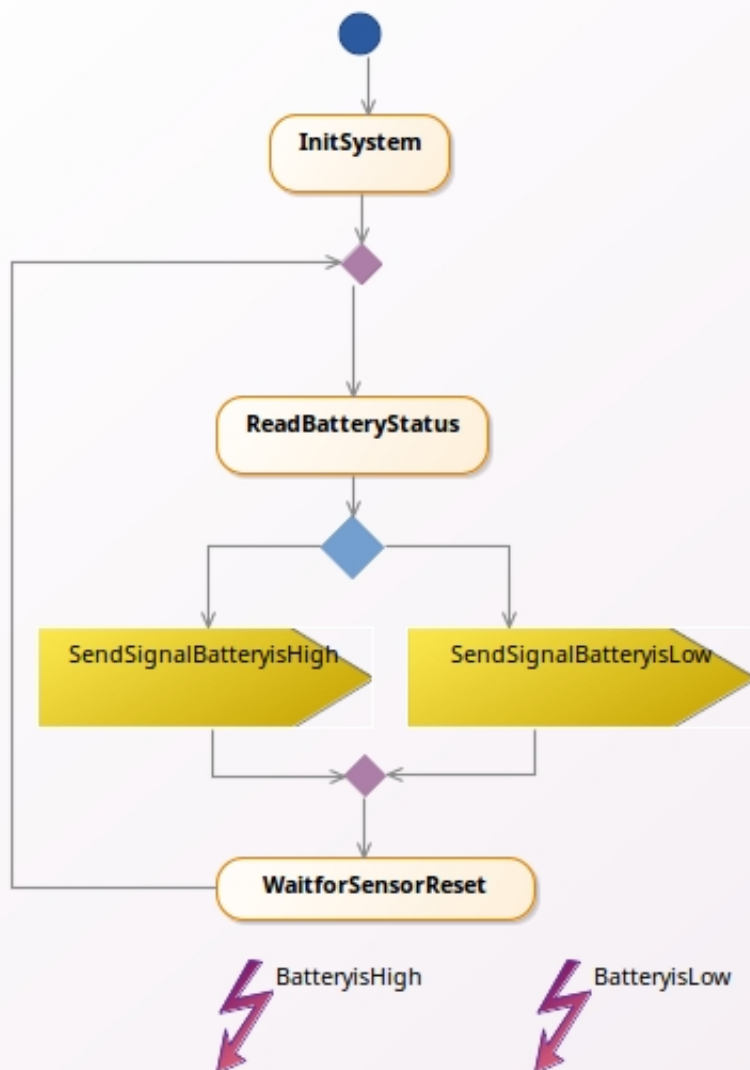 InitSystem
ReadBatteryStatus
SendSignalBatteryisHigh
SendSignalBatteryisLow
WaitforSensorReset
BatteryisHigh
BatteryisLow